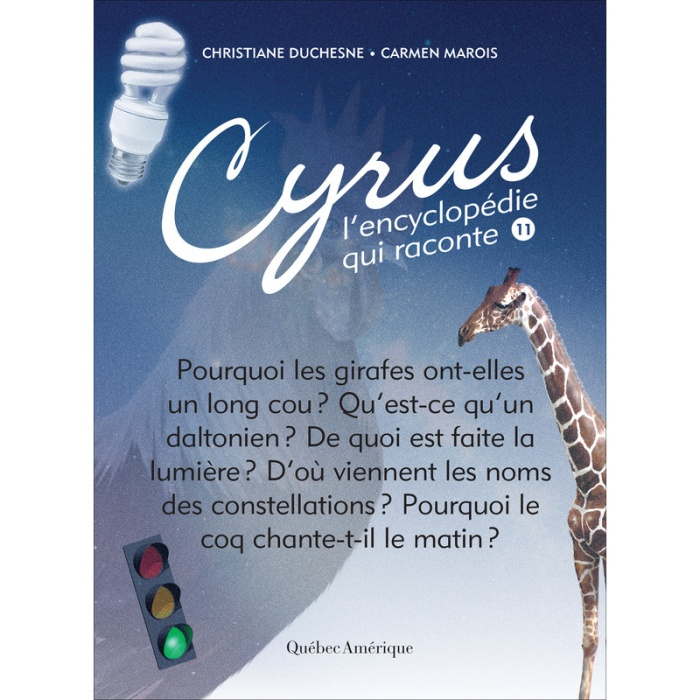 CHRISTIANE DUCHESNE • CARMEN MAROIS
Cyrus
l'encyclopédie
qui raconte 11
Pourquoi les girafes ont-elles
un long cou ? Qu'est-ce qu'un
daltonien ? De quoi est faite la
lumière ? D'où viennent les noms
des constellations ? Pourquoi le
coq chante-t-il le matin ?
Québec Amérique